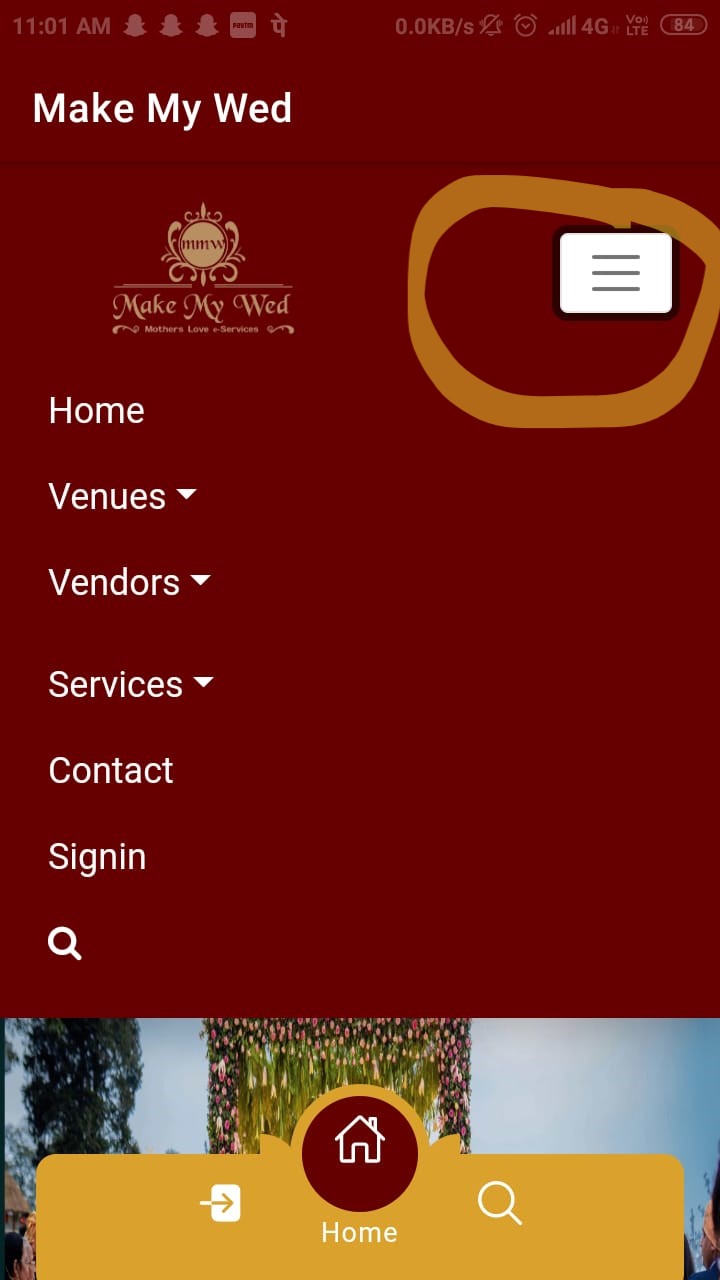 11:01 AM paytm पे 0.0KB/s 4G Vo) LTE 84
Make My Wed
mmw
Make My Wed
Mothers Love e-Services
Home
Venues
Vendors
Services
Contact
Signin
Home